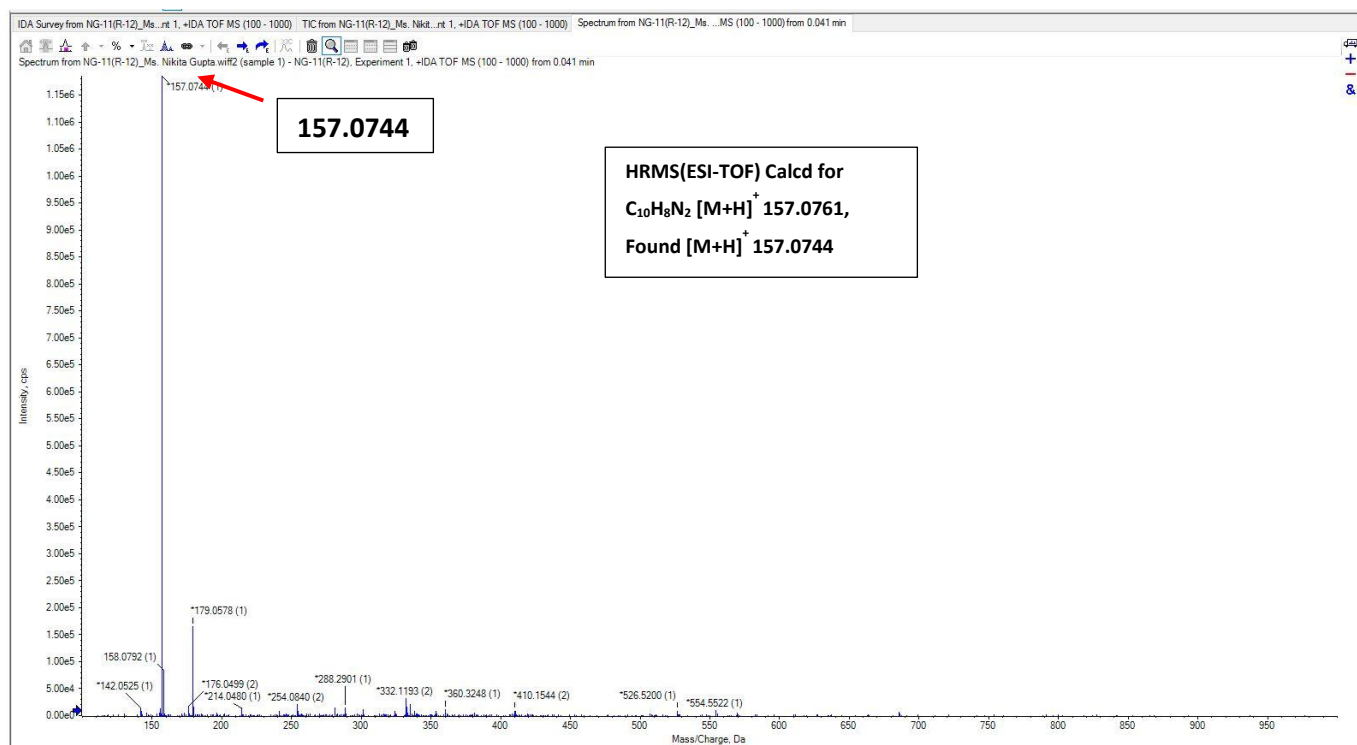 IDA Survey from NG-11(R-12)_Ms...nt 1, +IDA TOF MS (100 - 1000) TIC from NG-11(R-12)_Ms. Nikit...nt 1, +IDA TOF MS (100 - 1000) Spectrum from NG-11(R-12)_Ms. ...MS (100 - 1000) from 0.041 min
%
Spectrum from NG-11(R-12)_Ms. Nikita Gupta.wiff2 (sample 1) - NG-11(R-12), Experiment 1, +IDA TOF MS (100 - 1000) from 0.041 min
+
−
&
*157.0744 (1)
157.0744
HRMS(ESI-TOF) Calcd for
C₁₀H₈N₂ [M+H]⁺ 157.0761,
Found [M+H]⁺ 157.0744
Intensity, cps
1.15e6
1.10e6
1.05e6
1.00e6
9.50e5
9.00e5
8.50e5
8.00e5
7.50e5
7.00e5
6.50e5
6.00e5
5.50e5
5.00e5
4.50e5
4.00e5
3.50e5
3.00e5
2.50e5
2.00e5
1.50e5
1.00e5
5.00e4
0.00e0
*179.0578 (1)
158.0792 (1)
*142.0525 (1)
*176.0499 (2)
*214.0480 (1)
*254.0840 (2)
*288.2901 (1)
*332.1193 (2)
*360.3248 (1)
*410.1544 (2)
*526.5200 (1)
*554.5522 (1)
150 200 250 300 350 400 450 500 550 600 650 700 750 800 850 900 950
Mass/Charge, Da